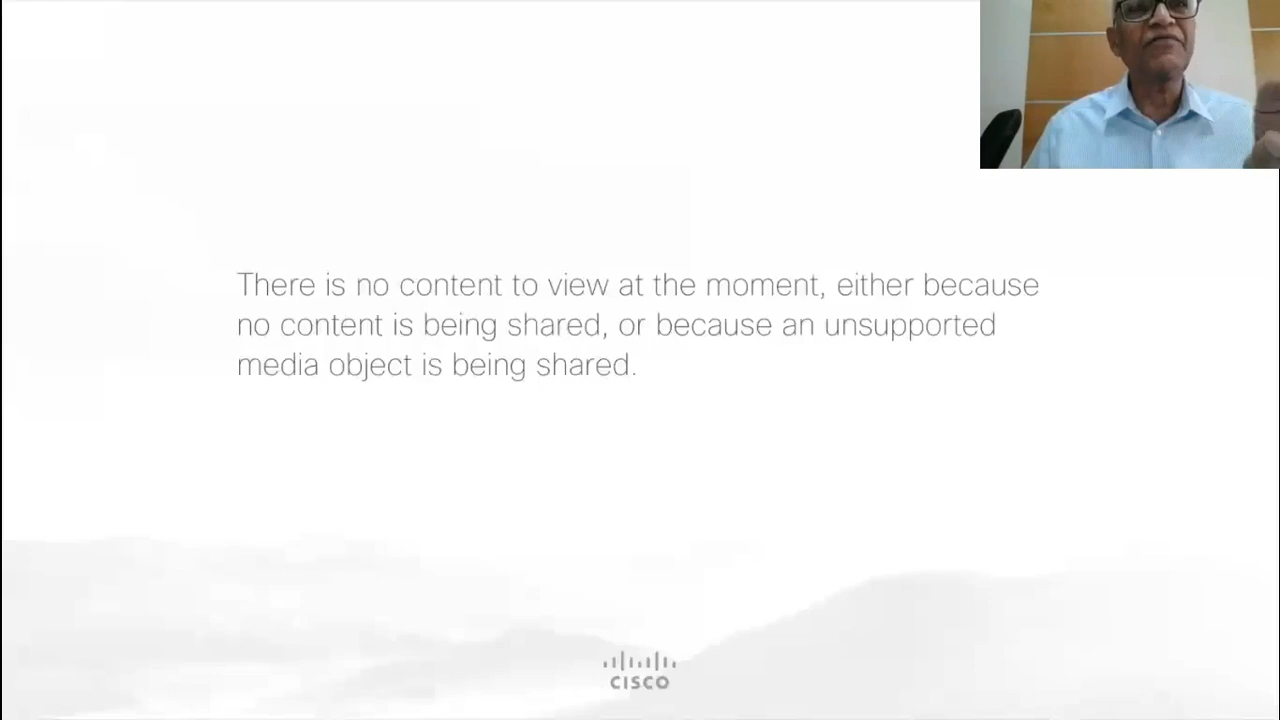 There is no content to view at the moment, either because
no content is being shared, or because an unsupported
media object is being shared.
CISCO